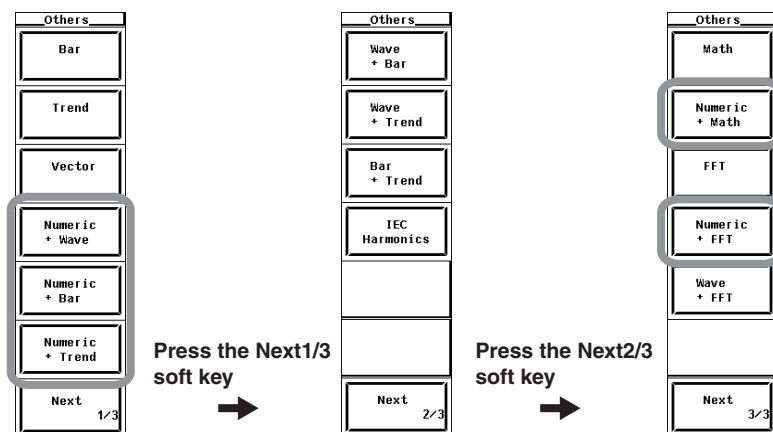 Others
Bar
Trend
Vector
Numeric
+ Wave
Numeric
+ Bar
Numeric
+ Trend
Next
1/3
Press the Next1/3
soft key
Others
Wave
+ Bar
Wave
+ Trend
Bar
+ Trend
IEC
Harmonics
Next
2/3
Press the Next2/3
soft key
Others
Math
Numeric
+ Math
FFT
Numeric
+ FFT
Wave
+ FFT
Next
3/3